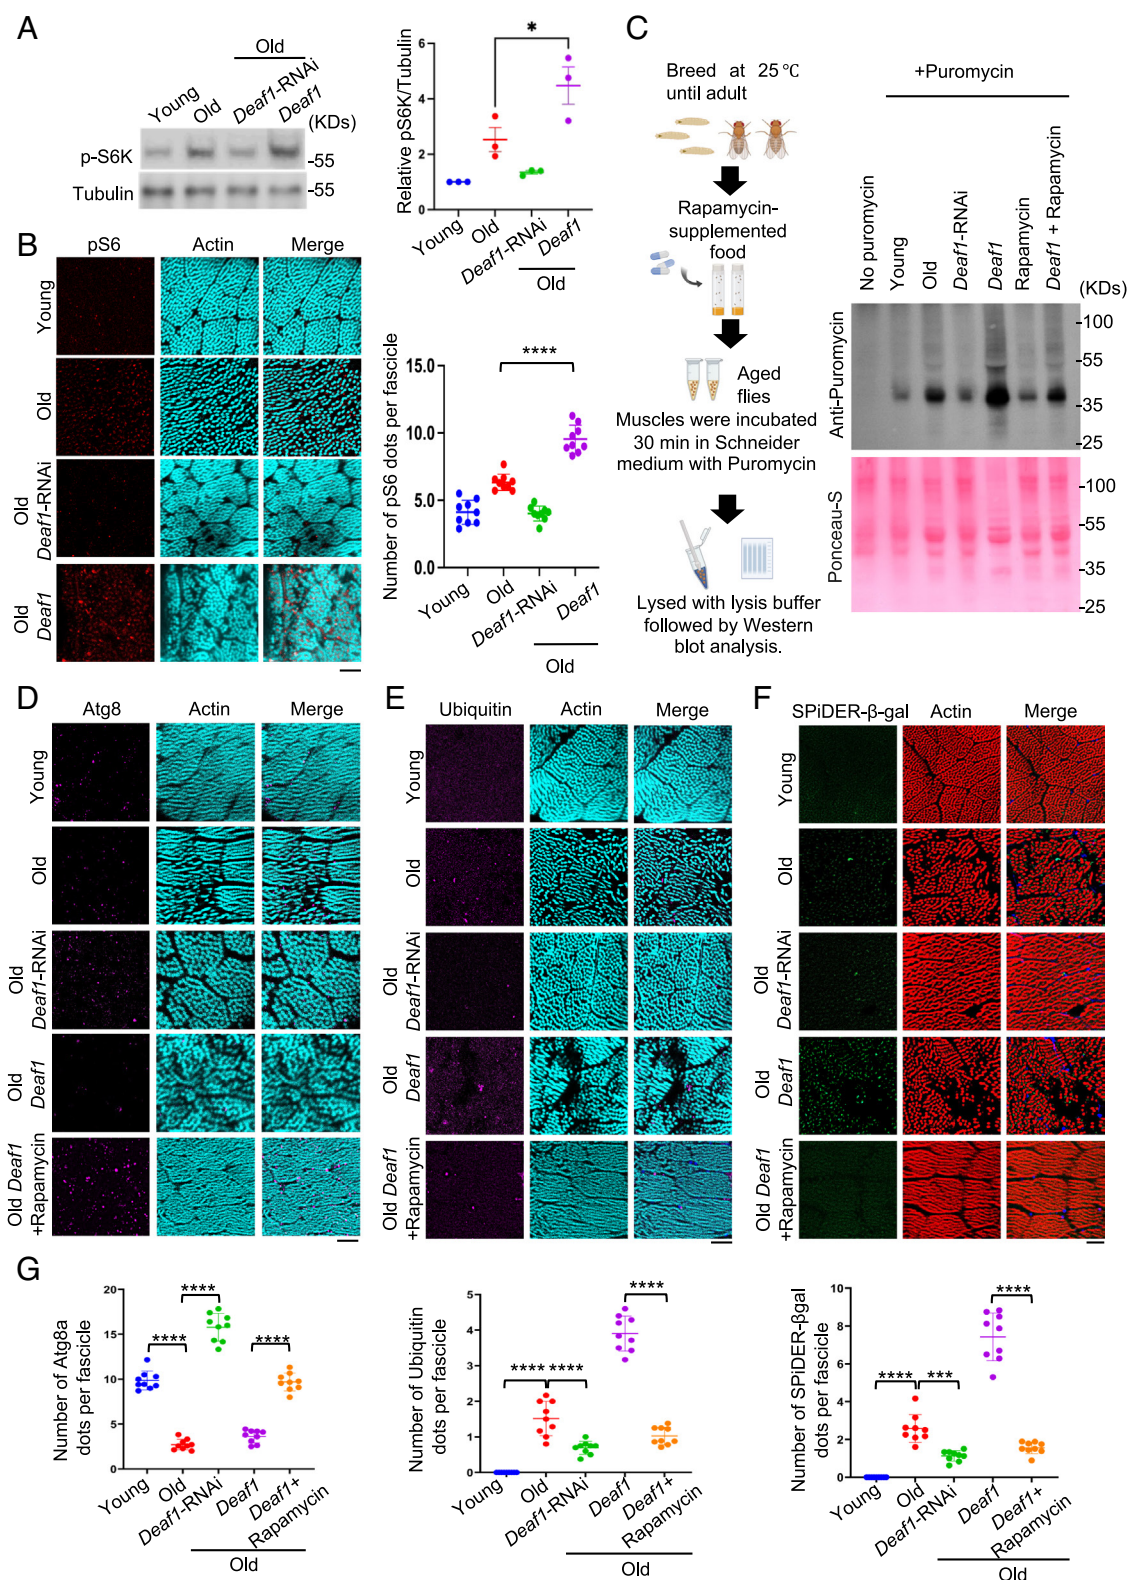 A
Old
Young
Old
Deaf1-RNAi
Deaf1
(KDs)
p-S6K
-55
Tubulin
-55
Relative pS6K/Tubulin
6
4
2
0
*
Young
Old
Deaf1-RNAi
Deaf1
Old
B
pS6
Actin
Merge
Young
Old
Old
Deaf1-RNAi
Old
Deaf1
Number of pS6 dots per fascicle
15.0
10.0
5.0
0.0
****
Young
Old
Deaf1-RNAi
Deaf1
Old
C
Breed at 25 °C
until adult
Rapamycin-
supplemented
food
Aged
flies
Muscles were incubated
30 min in Schneider
medium with Puromycin
Lysed with lysis buffer
followed by Western
blot analysis.
+Puromycin
No puromycin
Young
Old
Deaf1-RNAi
Deaf1
Rapamycin
Deaf1 + Rapamycin
(KDs)
Anti-Puromycin
-100
-55
-35
-25
Ponceau-S
-100
-55
-35
-25
D
Atg8
Actin
Merge
Young
Old
Old
Deaf1-RNAi
Old
Deaf1
Old Deaf1
+Rapamycin
E
Ubiquitin
Actin
Merge
Young
Old
Old
Deaf1-RNAi
Old
Deaf1
Old Deaf1
+Rapamycin
F
SPiDER-β-gal
Actin
Merge
Young
Old
Old
Deaf1-RNAi
Old
Deaf1
Old Deaf1
+Rapamycin
G
Number of Atg8a
dots per fascicle
20
15
10
5
0
****
****
****
Young
Old
Deaf1-RNAi
Deaf1
Deaf1+
Rapamycin
Old
Number of Ubiquitin
dots per fascicle
5
4
3
2
1
0
****
****
****
Young
Old
Deaf1-RNAi
Deaf1
Deaf1+
Rapamycin
Old
Number of SPiDER-βgal
dots per fascicle
10
8
6
4
2
0
****
***
****
Young
Old
Deaf1-RNAi
Deaf1
Deaf1+
Rapamycin
Old